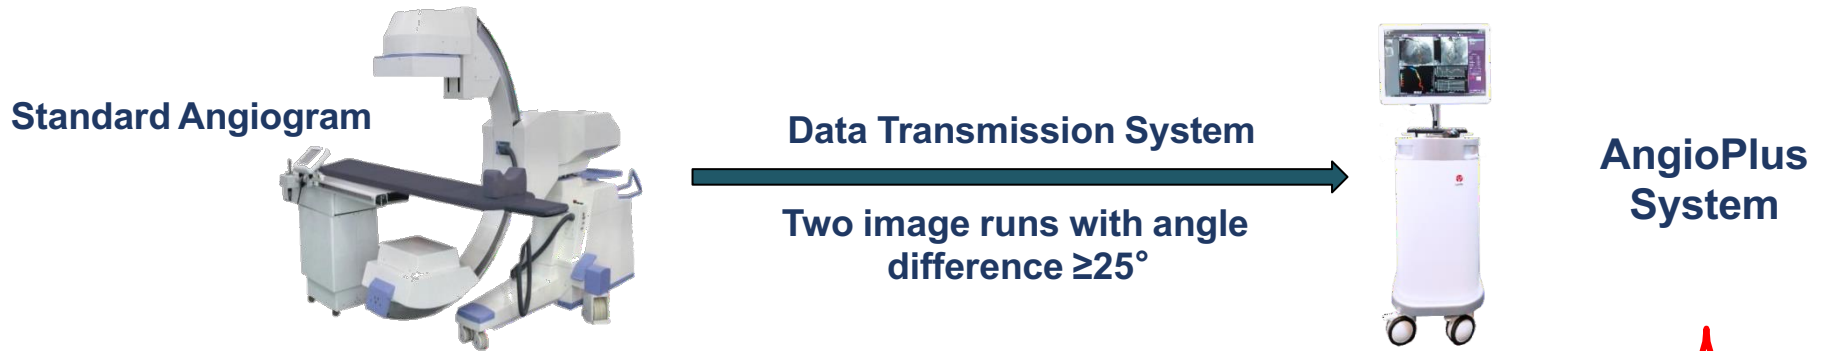 Standard Angiogram
Data Transmission System
Two image runs with angle
difference ≥25°
AngioPlus
System